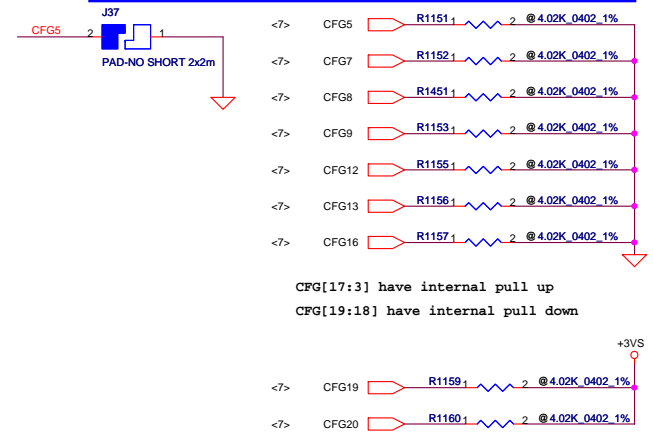 J37
CFG5 2 1
PAD-NO SHORT 2x2m
<7> CFG5 R1151 1 2 @4.02K_0402_1%
<7> CFG7 R1152 1 2 @4.02K_0402_1%
<7> CFG8 R1451 1 2 @4.02K_0402_1%
<7> CFG9 R1153 1 2 @4.02K_0402_1%
<7> CFG12 R1155 1 2 @4.02K_0402_1%
<7> CFG13 R1156 1 2 @4.02K_0402_1%
<7> CFG16 R1157 1 2 @4.02K_0402_1%
CFG[17:3] have internal pull up
CFG[19:18] have internal pull down
+3VS
<7> CFG19 R1159 1 2 @4.02K_0402_1%
<7> CFG20 R1160 1 2 @4.02K_0402_1%